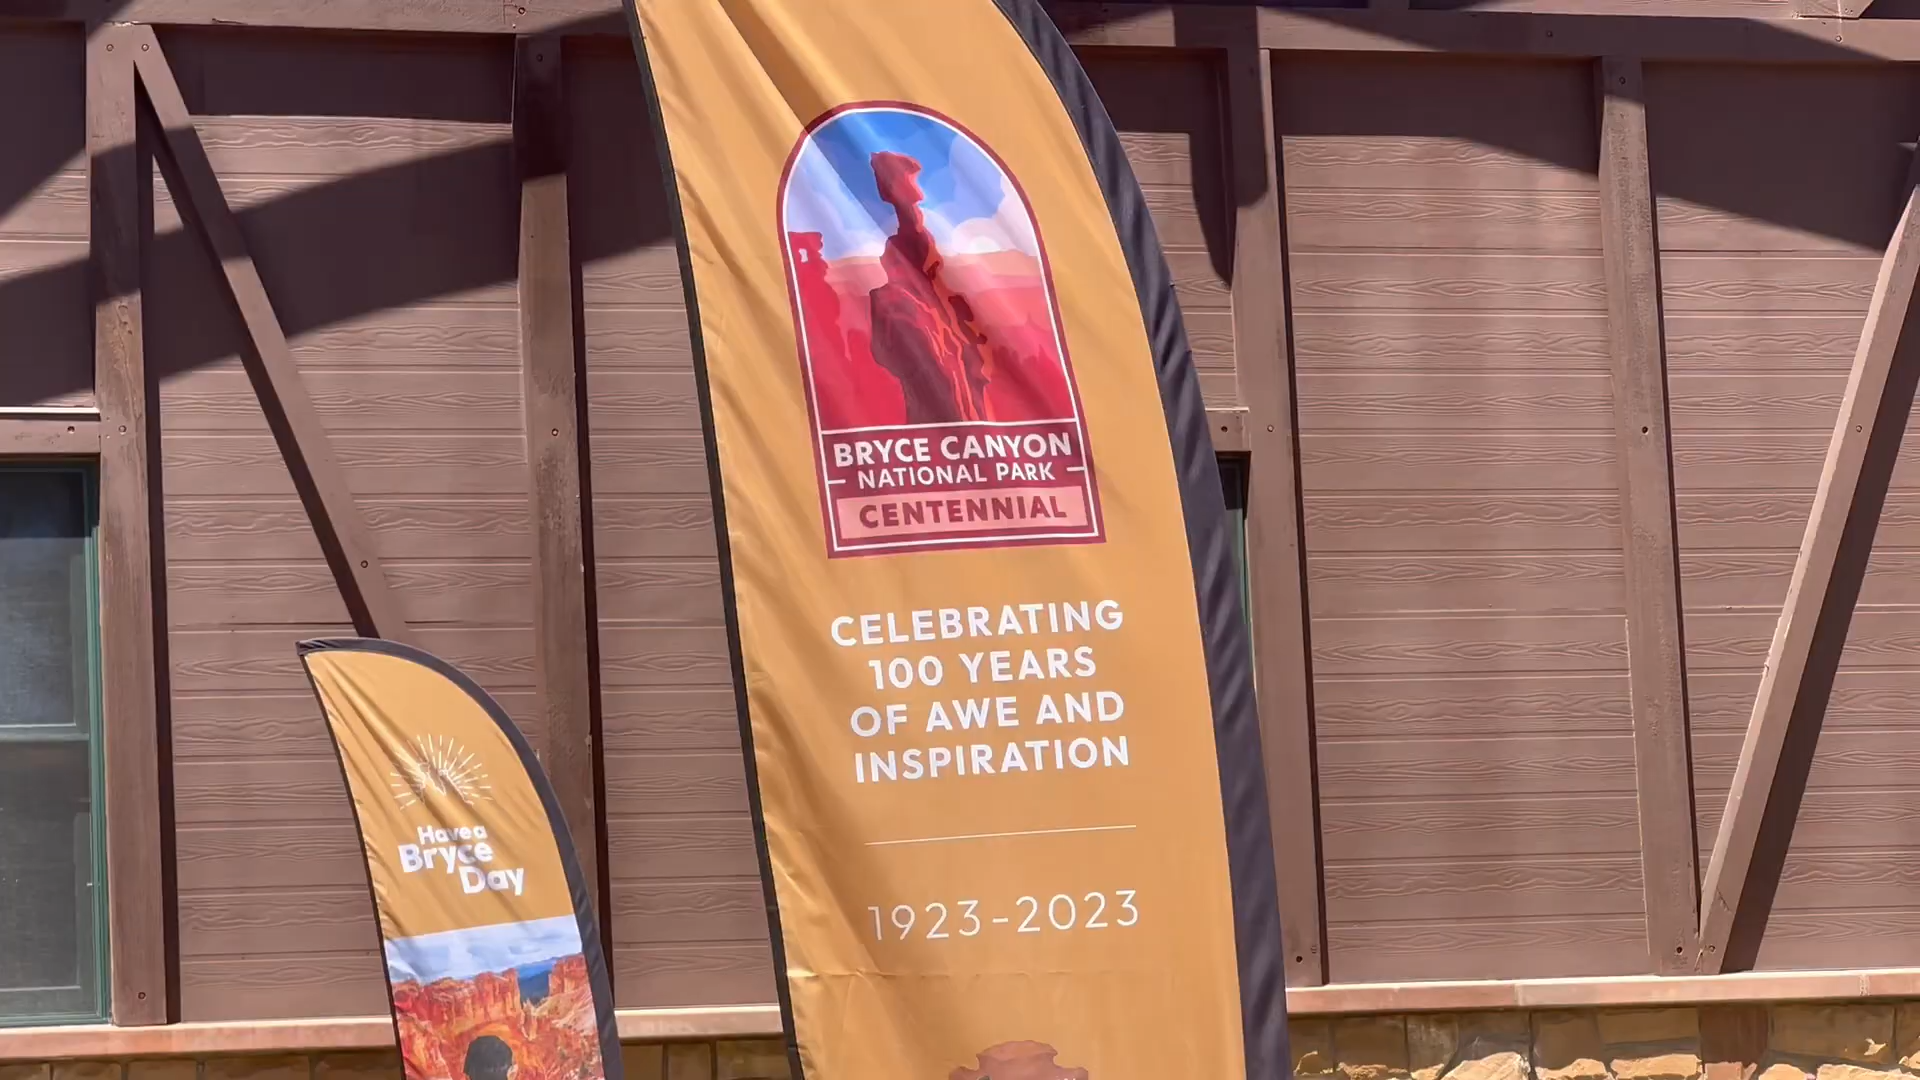 BRYCE CANYON
NATIONAL PARK
CENTENNIAL
CELEBRATING
100 YEARS
OF AWE AND
INSPIRATION
1923-2023
Have a
Bryce
Day